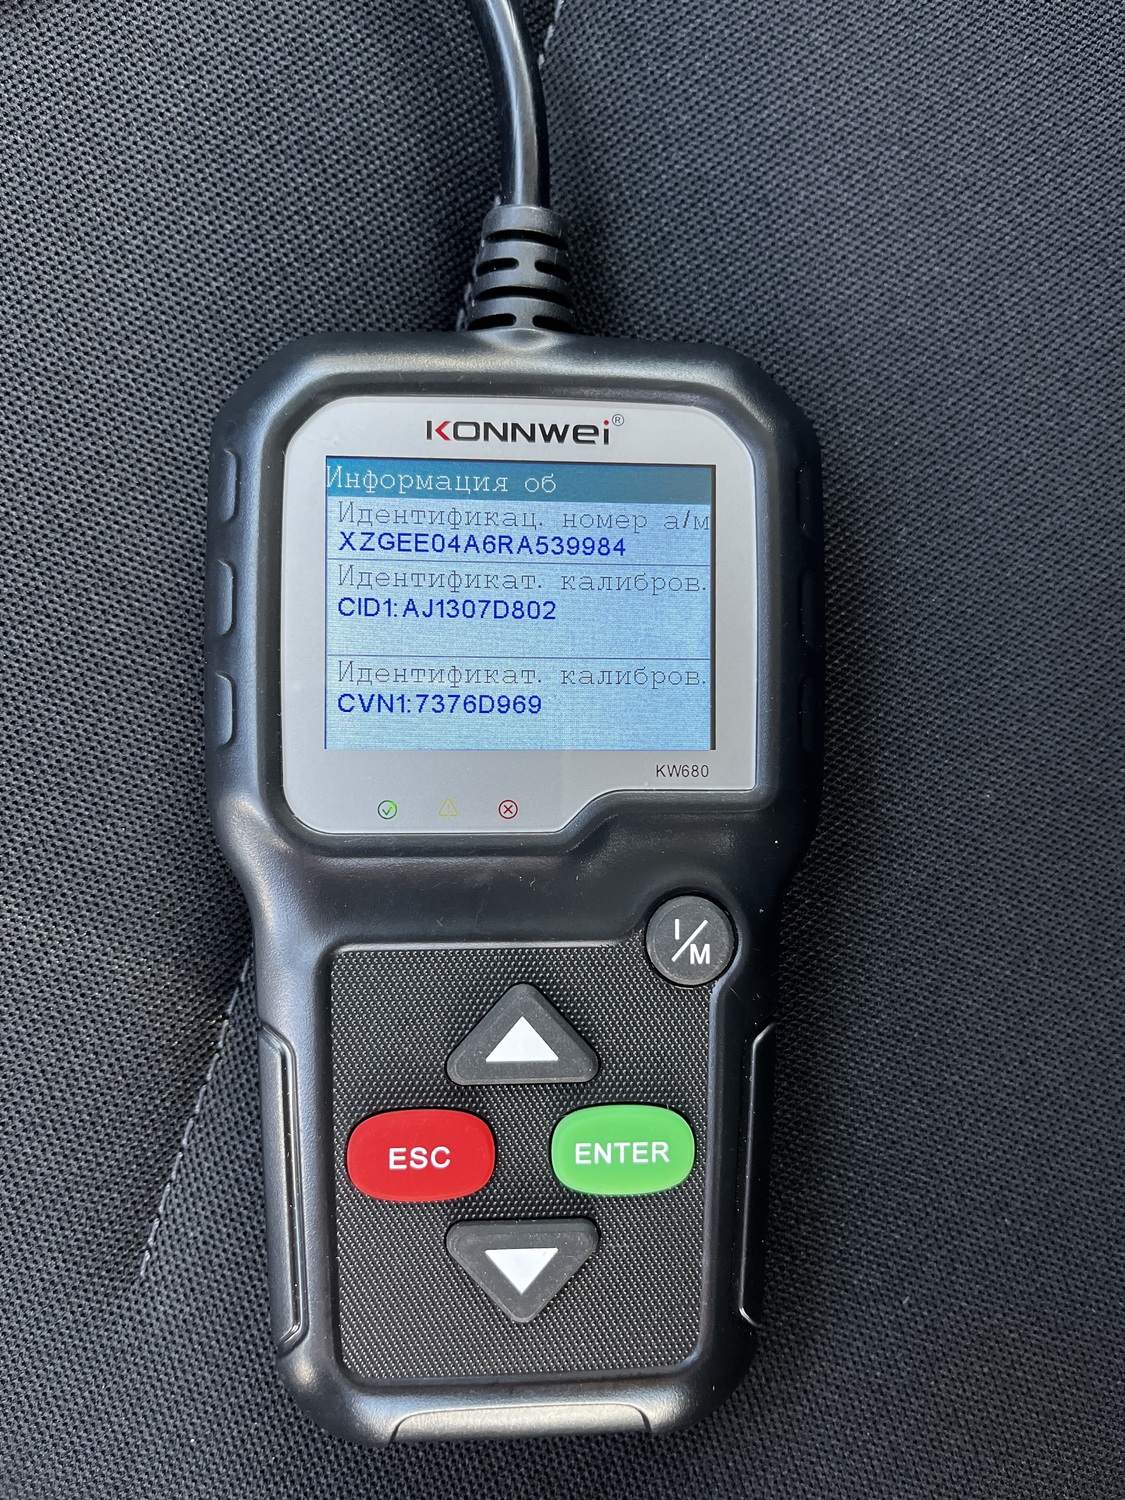 KONNWEI®
Информация об
Идентификац. номер а/м
XZGEE04A6RA539984
Идентификат. калибров.
CID1:AJ1307D802
Идентификат. калибров.
CVN1:7376D969
KW680
I/M
ESC
ENTER